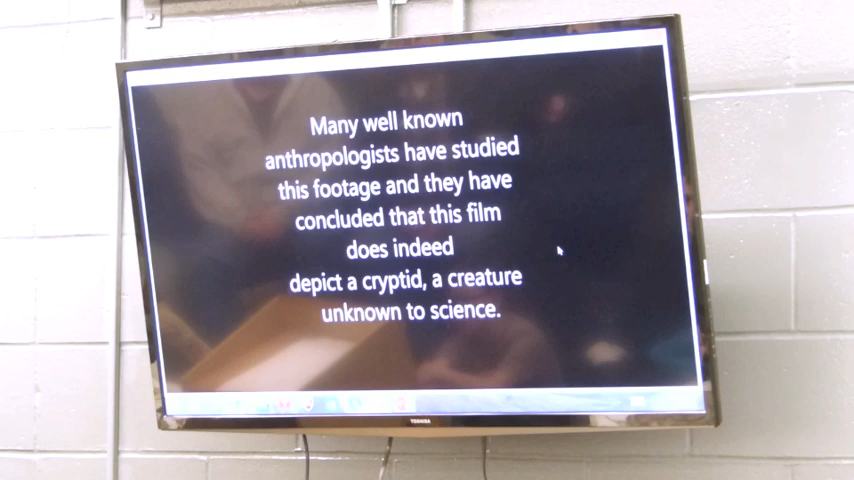 Many well known
anthropologists have studied
this footage and they have
concluded that this film
does indeed
depict a cryptid, a creature
unknown to science.
TOSHIBA